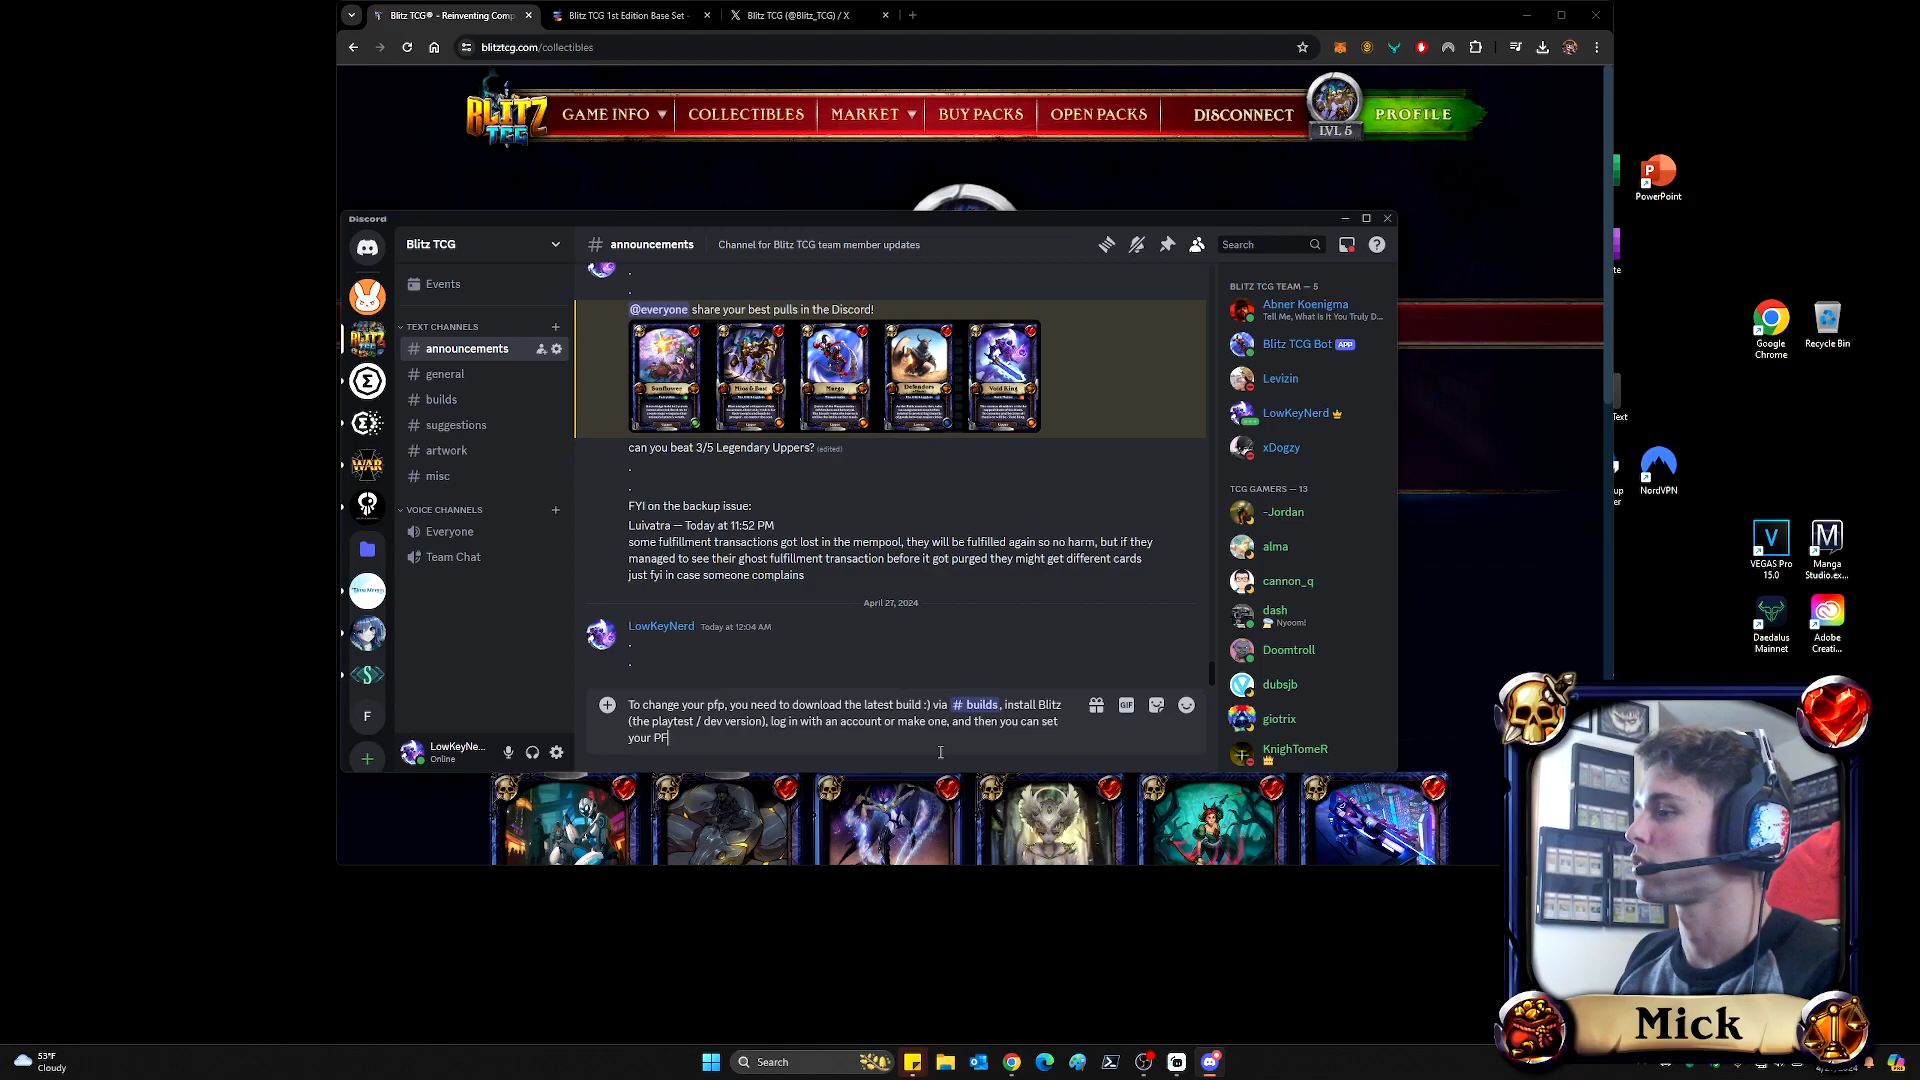 Blitz TCG® - Reinventing Comp
Blitz TCG 1st Edition Base Set -
Blitz TCG (@Blitz_TCG) / X
blitztcg.com/collectibles
BLITZ
TCG
GAME INFO
COLLECTIBLES
MARKET
BUY PACKS
OPEN PACKS
DISCONNECT
LVL 5
PROFILE
PowerPoint
Google
Chrome
Recycle Bin
NordVPN
VEGAS Pro
15.0
Manga
Studio.ex...
Daedalus
Mainnet
Adobe
Creati...
Discord
Blitz TCG
# announcements
Channel for Blitz TCG team member updates
Search
Events
TEXT CHANNELS
# announcements
# general
# builds
# suggestions
# artwork
# misc
VOICE CHANNELS
Everyone
Team Chat
F
LowKeyNe...
Online
.
.
@everyone share your best pulls in the Discord!
Sunflower
Mios & Bast
Margo
Defenders
Void King
can you beat 3/5 Legendary Uppers? (edited)
.
.
FYI on the backup issue:
Luivatra — Today at 11:52 PM
some fulfillment transactions got lost in the mempool, they will be fulfilled again so no harm, but if they
managed to see their ghost fulfillment transaction before it got purged they might get different cards
just fyi in case someone complains
April 27, 2024
LowKeyNerd Today at 12:04 AM
.
.
To change your pfp, you need to download the latest build :) via # builds, install Blitz
(the playtest / dev version), log in with an account or make one, and then you can set
your PF
GIF
BLITZ TCG TEAM — 5
Abner Koenigma
Tell Me, What Is It You Truly D...
Blitz TCG Bot APP
Levizin
LowKeyNerd
xDogzy
TCG GAMERS — 13
-Jordan
alma
cannon_q
dash
Nyoom!
Doomtroll
dubsjb
giotrix
KnighTomeR
Mick
53°F
Cloudy
Search